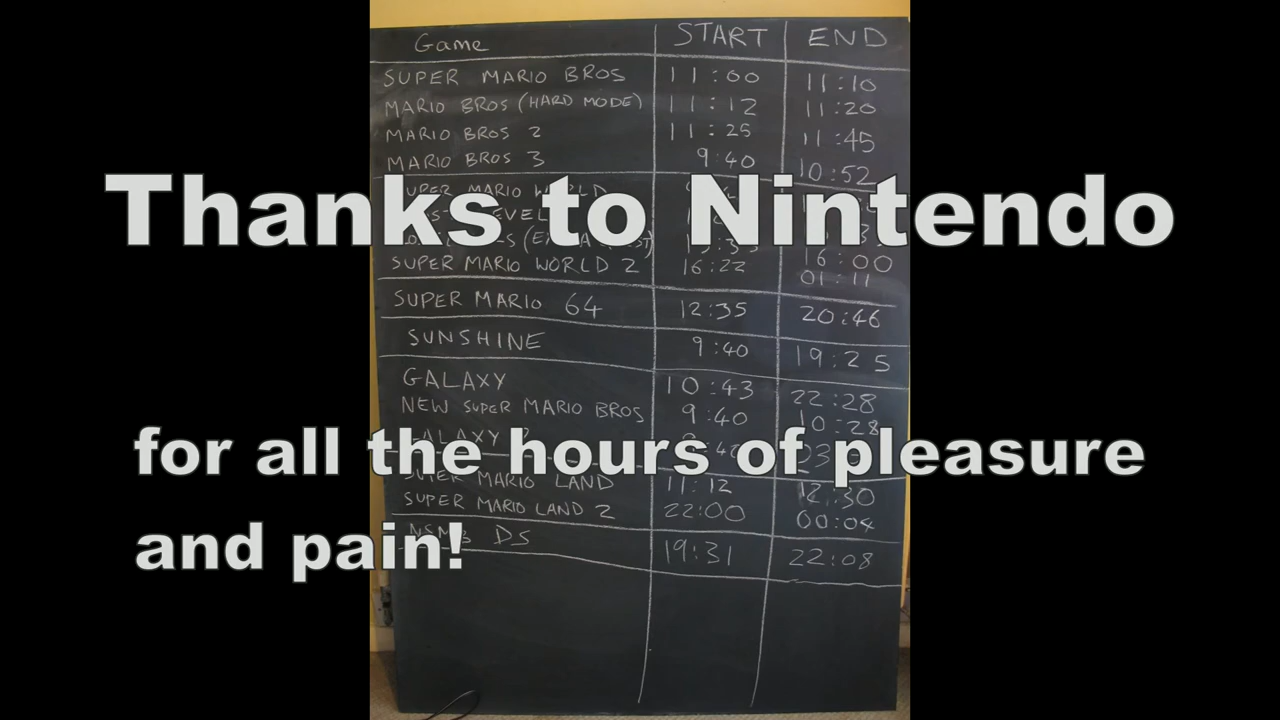 Game START END
SUPER MARIO BROS 11:00 11:10
MARIO BROS (HARD MODE) 11:12 11:20
MARIO BROS 2 11:25 11:45
MARIO BROS 3 9:40 10:52
Thanks to Nintendo
SUPER MARIO WORLD 2 16:22 01:11
16:00
SUPER MARIO 64 12:35 20:46
SUNSHINE 9:40 19:25
GALAXY 10:43 22:28
NEW SUPER MARIO BROS 9:40 10:28
for all the hours of pleasure
SUPER MARIO LAND 11:12 12:30
SUPER MARIO LAND 2 22:00 00:04
and pain!
DS 19:31 22:08